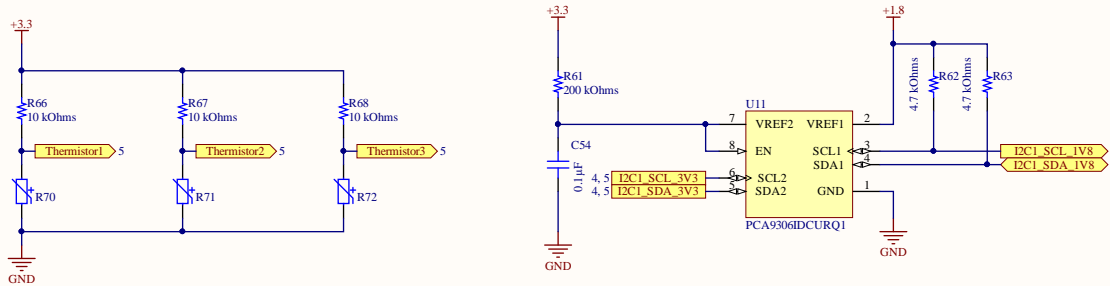 +3.3
R66
10 kOhms
R67
10 kOhms
R68
10 kOhms
Thermistor1 5
Thermistor2 5
Thermistor3 5
+
R70
+
R71
+
R72
GND
+3.3
R61
200 kOhms
C54
0.1 µF
GND
4, 5 I2C1_SCL_3V3
4, 5 I2C1_SDA_3V3
U11
7 VREF2 VREF1 2
8 EN
SCL1 3
SDA1 4
6 SCL2
5 SDA2
GND 1
PCA9306IDCURQ1
+1.8
4.7 kOhms
R62
4.7 kOhms
R63
I2C1_SCL_1V8
I2C1_SDA_1V8
GND